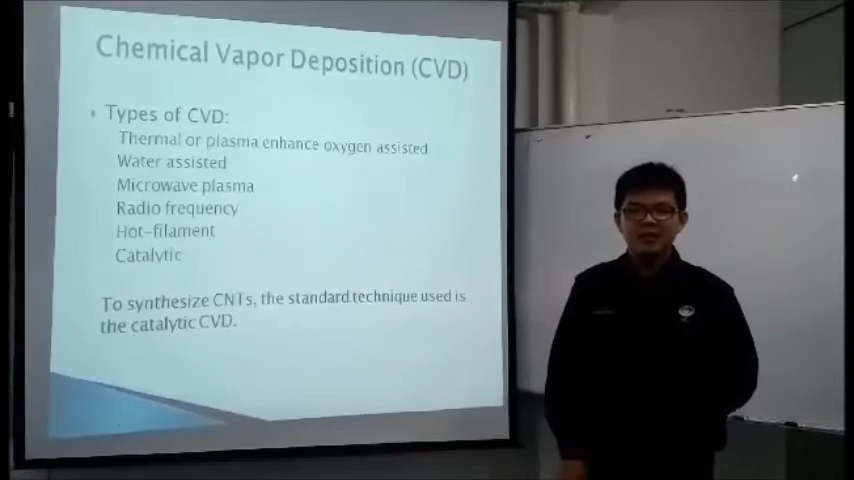 Chemical Vapor Deposition (CVD)
Types of CVD:
Thermal or plasma enhance oxygen assisted
Water assisted
Microwave plasma
Radio frequency
Hot-filament
Catalytic
To synthesize CNTs, the standard technique used is
the catalytic CVD.